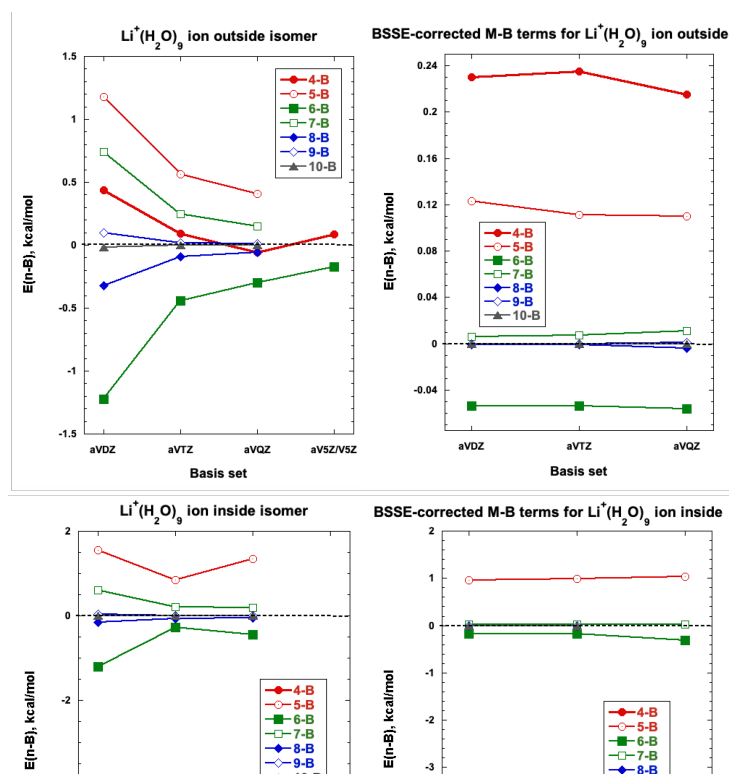 Li+(H2O)9 ion outside isomer
1.5
1
0.5
0
-0.5
-1
-1.5
E(n-B), kcal/mol
4-B
5-B
6-B
7-B
8-B
9-B
10-B
aVDZ
aVTZ
aVQZ
aV5Z/V5Z
Basis set
BSSE-corrected M-B terms for Li+(H2O)9 ion outside
0.24
0.2
0.16
0.12
0.08
0.04
0
-0.04
E(n-B), kcal/mol
4-B
5-B
6-B
7-B
8-B
9-B
10-B
aVDZ
aVTZ
aVQZ
Basis set
Li+(H2O)9 ion inside isomer
2
0
-2
E(n-B), kcal/mol
4-B
5-B
6-B
7-B
8-B
9-B
BSSE-corrected M-B terms for Li+(H2O)9 ion inside
2
1
0
-1
-2
-3
E(n-B), kcal/mol
4-B
5-B
6-B
7-B
8-B